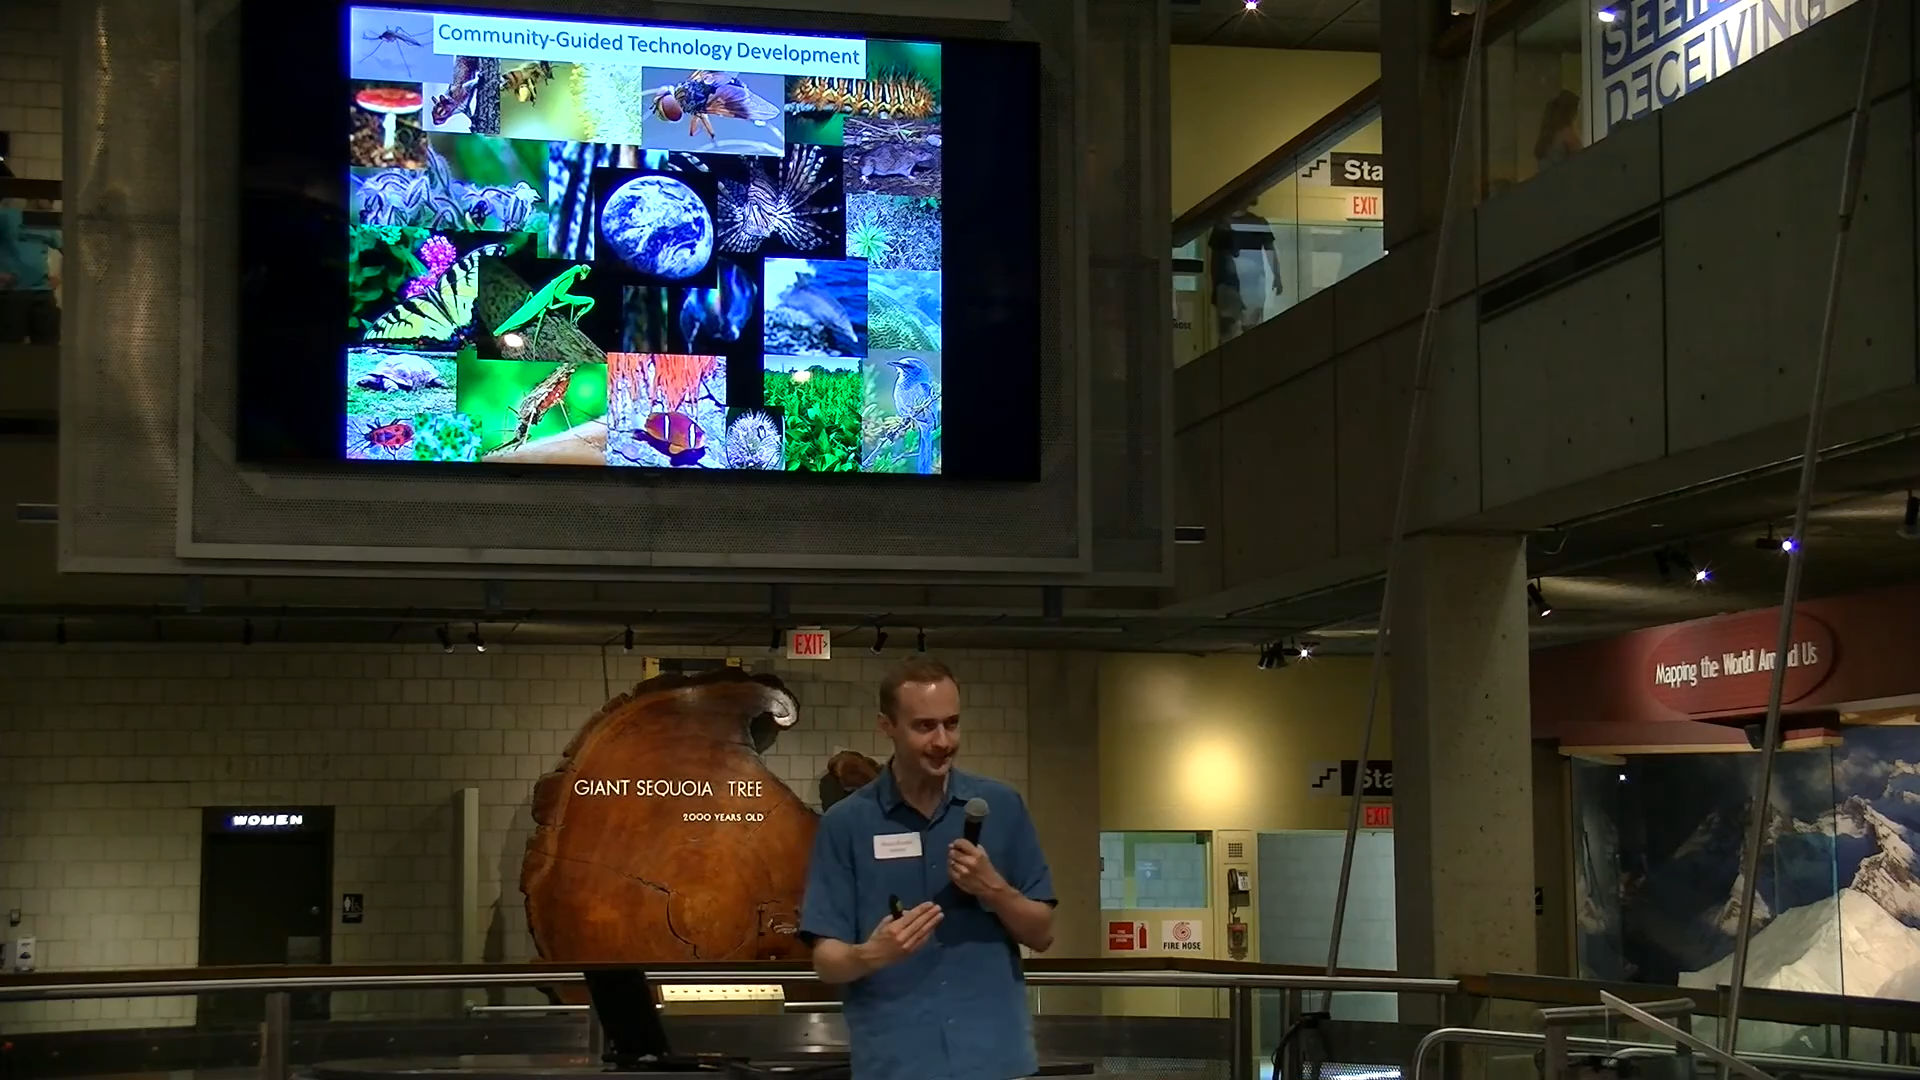 Community-Guided Technology Development
SEEING
DECEIVING
Sta
EXIT
EXIT
Mapping the World Around Us
GIANT SEQUOIA TREE
2000 YEARS OLD
WOMEN
Sta
EXIT
FIRE HOSE